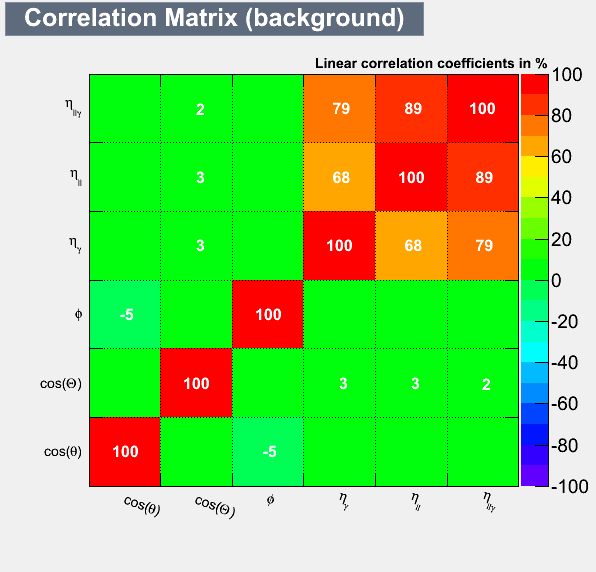 Correlation Matrix (background)
Linear correlation coefficients in %
η_llγ 2 79 89 100
η_ll 3 68 100 89
η_γ 3 100 68 79
ϕ -5 100
cos(Θ) 100 3 3 2
cos(θ) 100 -5
cos(θ) cos(Θ) ϕ η_γ η_ll η_llγ
100
80
60
40
20
0
-20
-40
-60
-80
-100